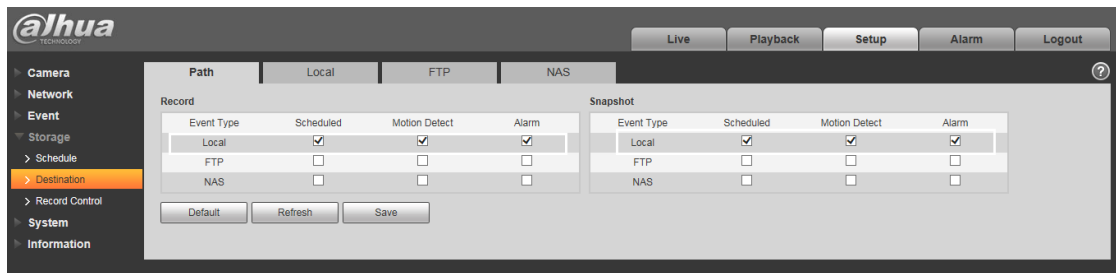 alhua
TECHNOLOGY
Live Playback Setup Alarm Logout
Camera
Network
Event
Storage
Schedule
Destination
Record Control
System
Information
Path Local FTP NAS ?
Record
Event Type Scheduled Motion Detect Alarm
Local
FTP
NAS
Snapshot
Event Type Scheduled Motion Detect Alarm
Local
FTP
NAS
Default Refresh Save